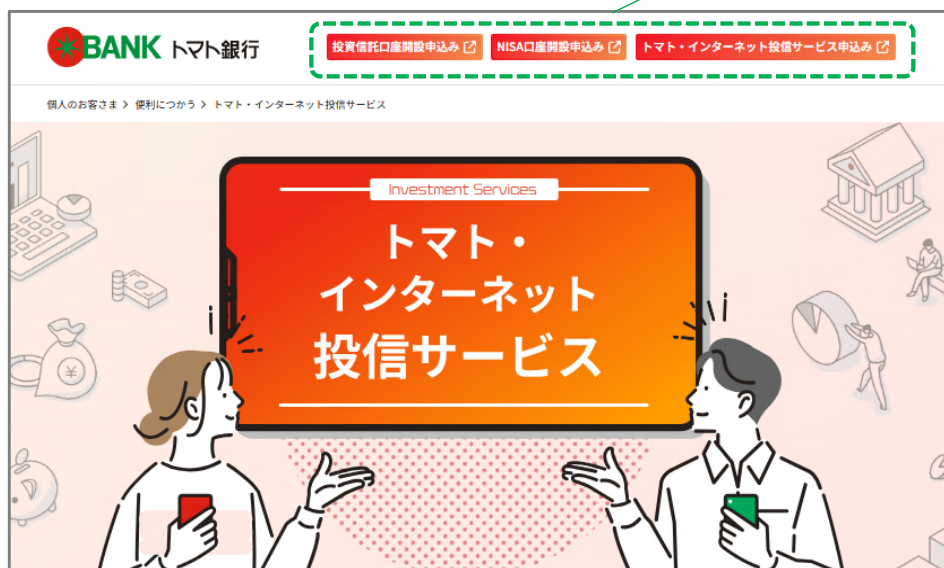 BANK トマト銀行
投資信託口座開設申込み
NISA口座開設申込み
トマト・インターネット投信サービス申込み
個人のお客さま > 便利につかう > トマト・インターネット投信サービス
Investment Services
トマト・
インターネット
投信サービス
¥